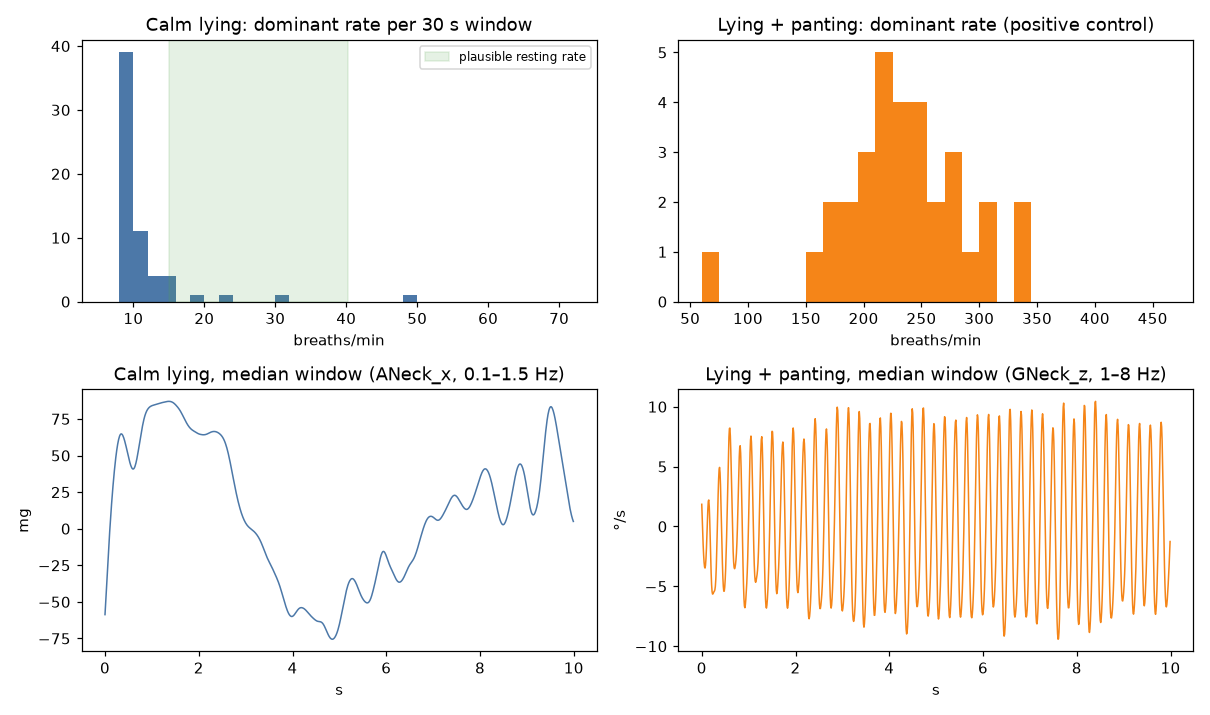 Calm lying: dominant rate per 30 s window
40
30
20
10
0
plausible resting rate
10 20 30 40 50 60 70
breaths/min
Lying + panting: dominant rate (positive control)
5
4
3
2
1
0
50 100 150 200 250 300 350 400 450
breaths/min
Calm lying, median window (ANeck_x, 0.1–1.5 Hz)
mg
75
50
25
0
−25
−50
−75
0 2 4 6 8 10
s
Lying + panting, median window (GNeck_z, 1–8 Hz)
°/s
10
5
0
−5
−10
0 2 4 6 8 10
s